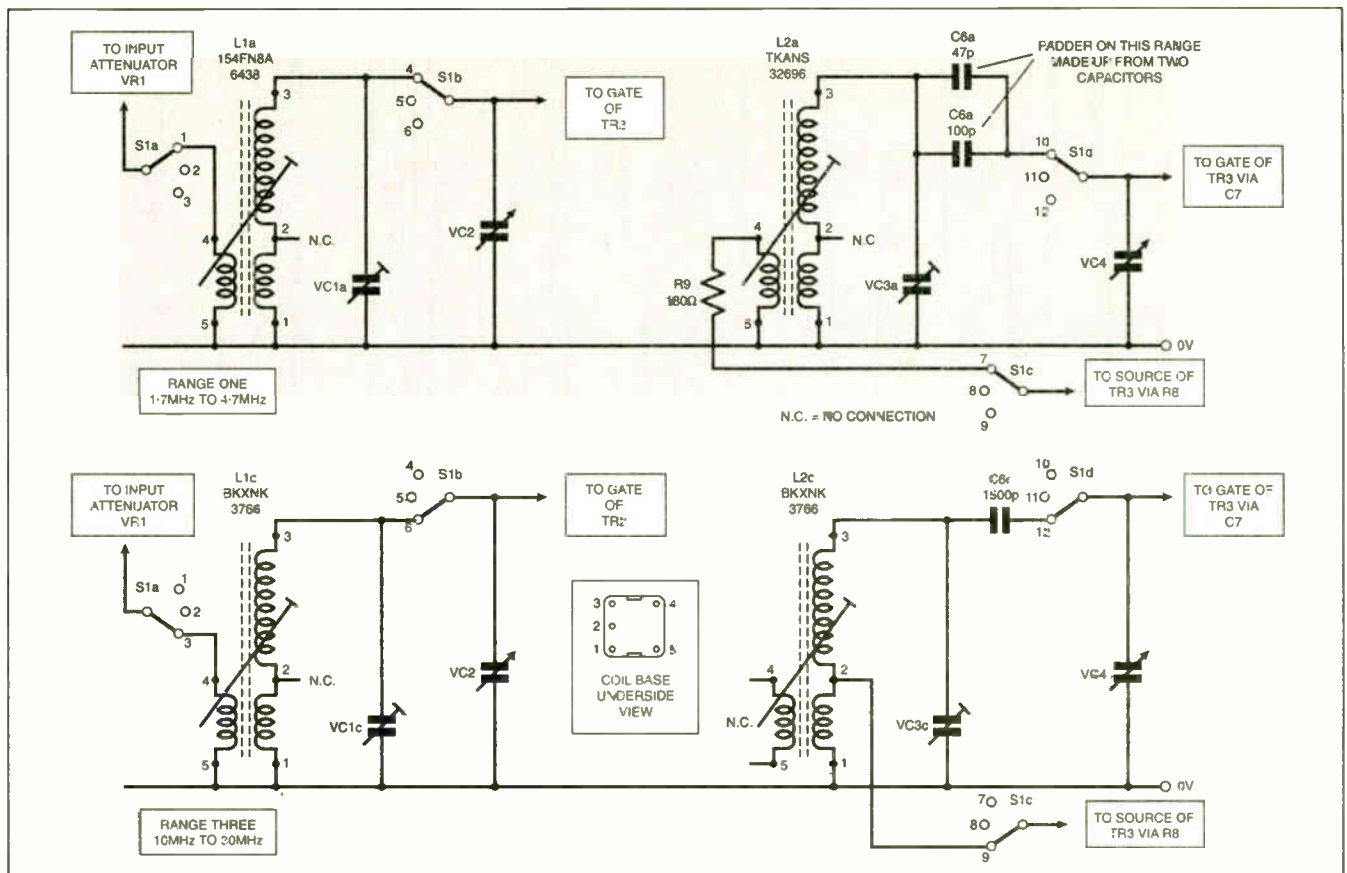 TO INPUT
ATTENUATOR
VR1
L1a
154FN8A
6438
3
4
S1b
5
6
TO GATE
OF
TR2
S1a
1
2
3
4
2
N.C.
VC1a
VC2
5
1
RANGE ONE
1·7MHz TO 4·7MHz
L2a
TKANS
32696
3
C6a
47p
PADDER ON THIS RANGE
MADE UP FROM TWO
CAPACITORS
C6a
100p
10
S1d
11
12
TO GATE OF
TR3 VIA
C7
4
2
N.C
R9
180Ω
VC3a
VC4
5
1
0V
7
S1c
8
9
TO SOURCE OF
TR3 VIA R8
N.C. = NO CONNECTION
TO INPUT
ATTENUATOR
VR1
L1c
BKXNK
3766
3
4
S1b
5
6
TO GATE
OF
TR2
S1a
1
2
3
4
2
N.C.
VC1c
VC2
5
1
RANGE THREE
10MHz TO 30MHz
3
4
2
1
5
COIL BASE
UNDERSIDE
VIEW
L2c
BKXNK
3766
3
C6c
1500p
10
S1d
11
12
TO GATE OF
TR3 VIA
C7
4
2
N.C.
VC3c
VC4
5
1
0V
7
S1c
8
9
TO SOURCE OF
TR3 VIA R8